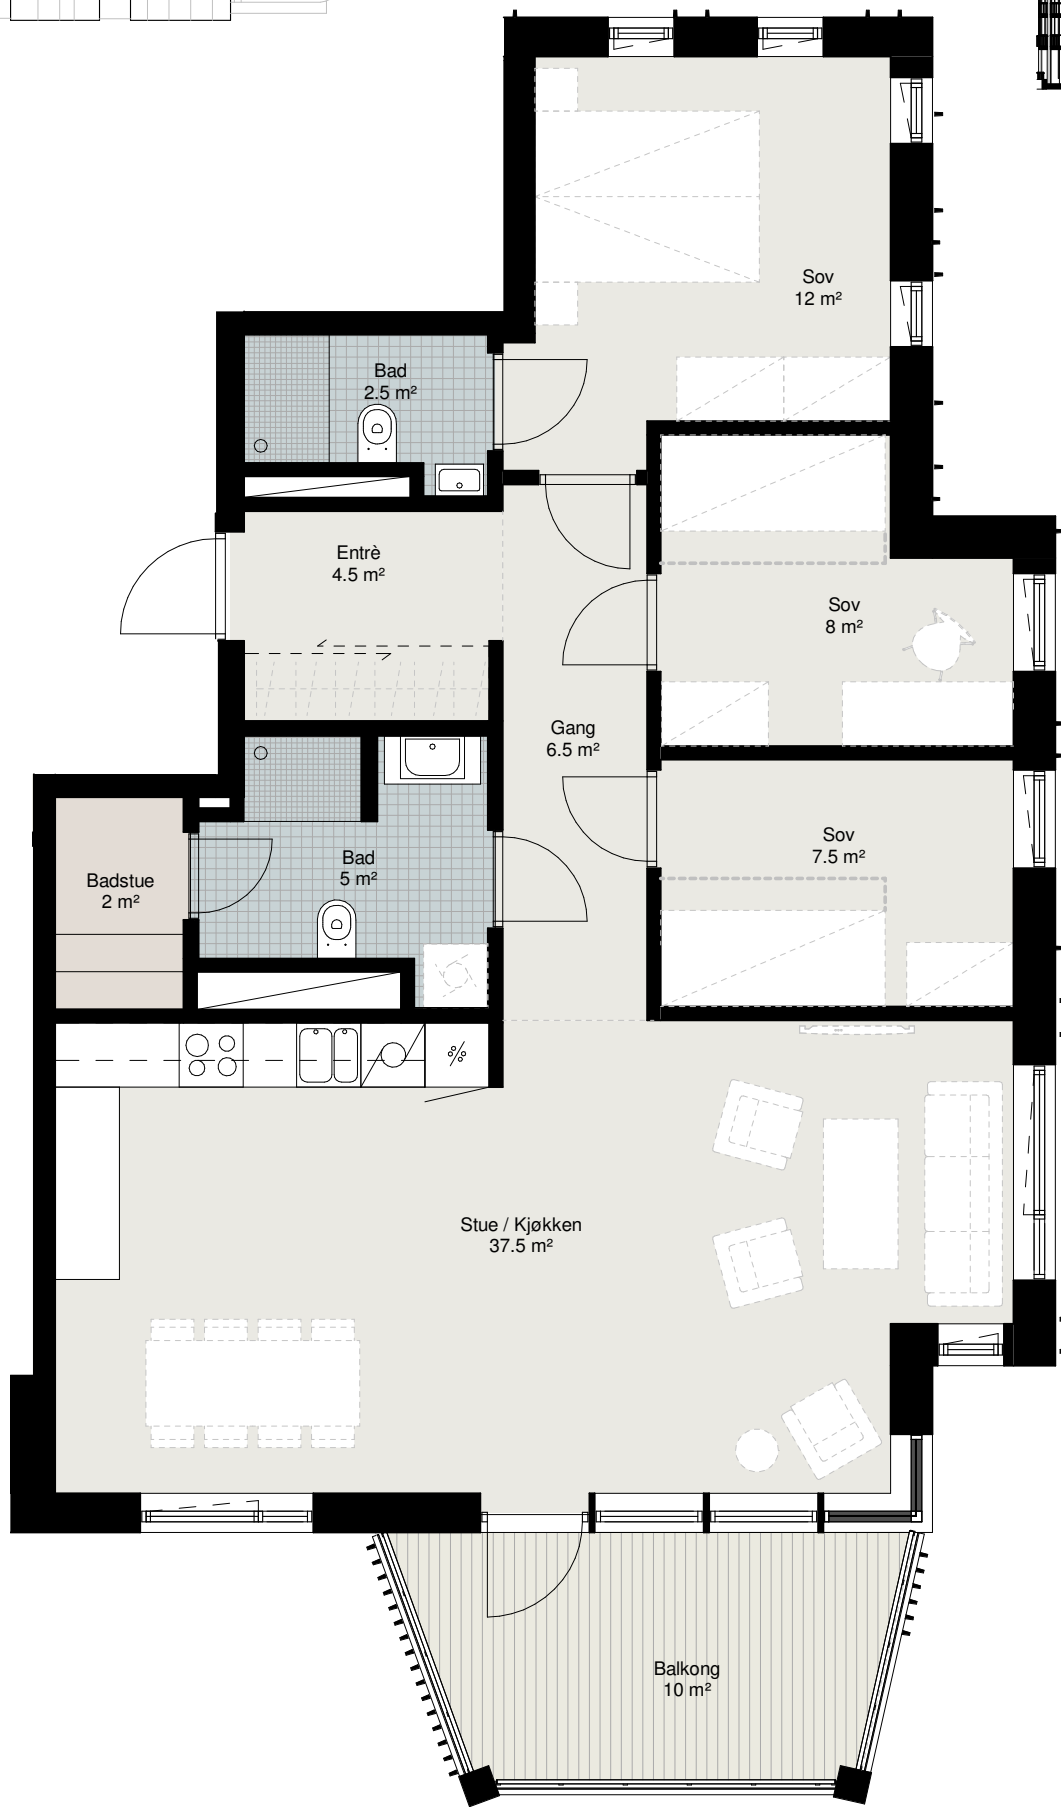 Sov
12 m²
Bad
2.5 m²
Entrè
4.5 m²
Sov
8 m²
Gang
6.5 m²
Sov
7.5 m²
Bad
5 m²
Badstue
2 m²
Stue / Kjøkken
37.5 m²
Balkong
10 m²